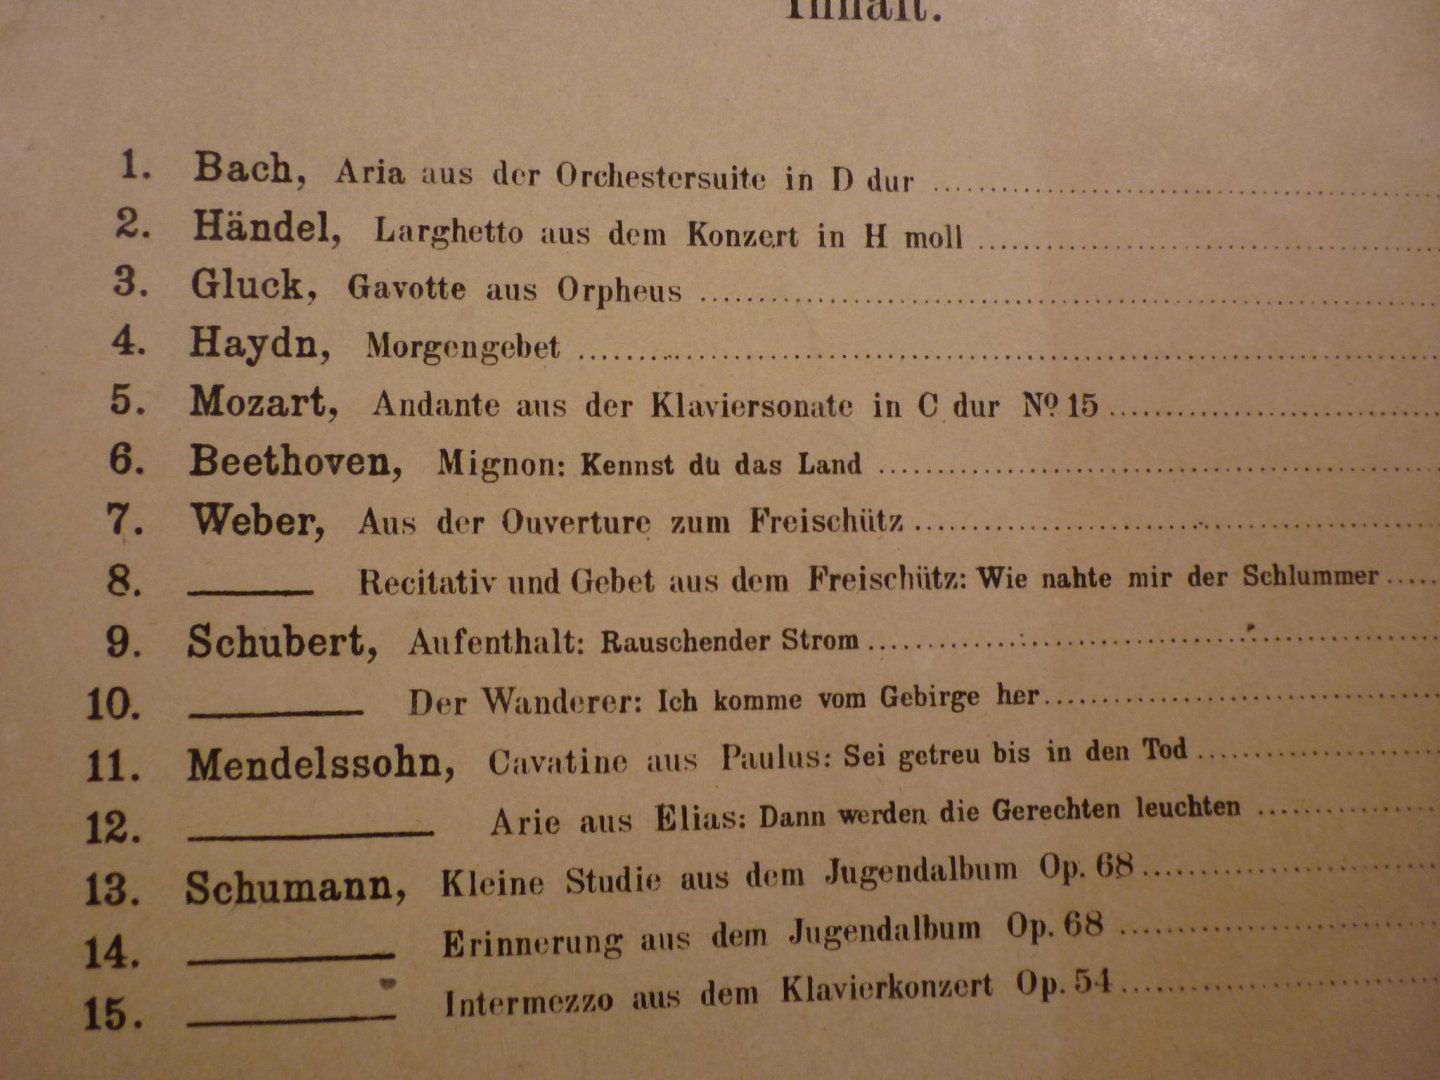 Inhalt.
1. Bach, Aria aus der Orchestersuite in D dur
2. Händel, Larghetto aus dem Konzert in H moll
3. Gluck, Gavotte aus Orpheus
4. Haydn, Morgengebet
5. Mozart, Andante aus der Klaviersonate in C dur No 15
6. Beethoven, Mignon: Kennst du das Land
7. Weber, Aus der Ouverture zum Freischütz
8. Recitativ und Gebet aus dem Freischütz: Wie nahte mir der Schlummer
9. Schubert, Aufenthalt: Rauschender Strom
10. Der Wanderer: Ich komme vom Gebirge her
11. Mendelssohn, Cavatine aus Paulus: Sei getreu bis in den Tod
12. Arie aus Elias: Dann werden die Gerechten leuchten
13. Schumann, Kleine Studie aus dem Jugendalbum Op. 68
14. Erinnerung aus dem Jugendalbum Op. 68
15. Intermezzo aus dem Klavierkonzert Op. 54